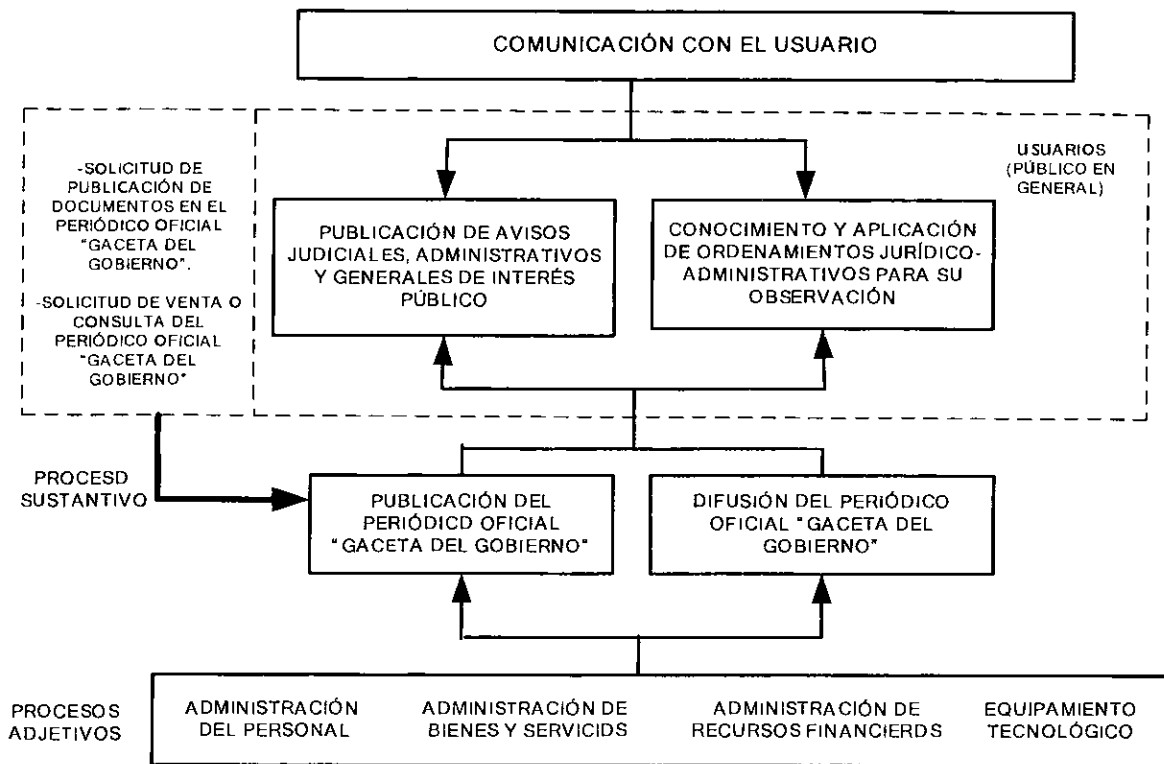 COMUNICACIÓN CON EL USUARIO
-SOLICITUD DE
PUBLICACIÓN DE
DOCUMENTOS EN EL
PERIÓDICO OFICIAL
"GACETA DEL
GOBIERNO".
-SOLICITUD DE VENTA O
CONSULTA DEL
PERIÓDICO OFICIAL
"GACETA DEL
GOBIERNO"
USUARIOS
(PÚBLICO EN
GENERAL)
PUBLICACIÓN DE AVISOS
JUDICIALES, ADMINISTRATIVOS
Y GENERALES DE INTERÉS
PÚBLICO
CONOCIMIENTO Y APLICACIÓN
DE ORDENAMIENTOS JURÍDICO-
ADMINISTRATIVOS PARA SU
OBSERVACIÓN
PROCESD
SUSTANTIVO
PUBLICACIÓN DEL
PERIÓDICD OFICIAL
"GACETA DEL GOBIERNO"
DIFUSIÓN DEL PERIÓDICO
OFICIAL "GACETA DEL
GOBIERNO"
PROCESOS
ADJETIVOS
ADMINISTRACIÓN
DEL PERSONAL
ADMINISTRACIÓN DE
BIENES Y SERVICIDS
ADMINISTRACIÓN DE
RECURSOS FINANCIERDS
EQUIPAMIENTO
TECNOLÓGICO